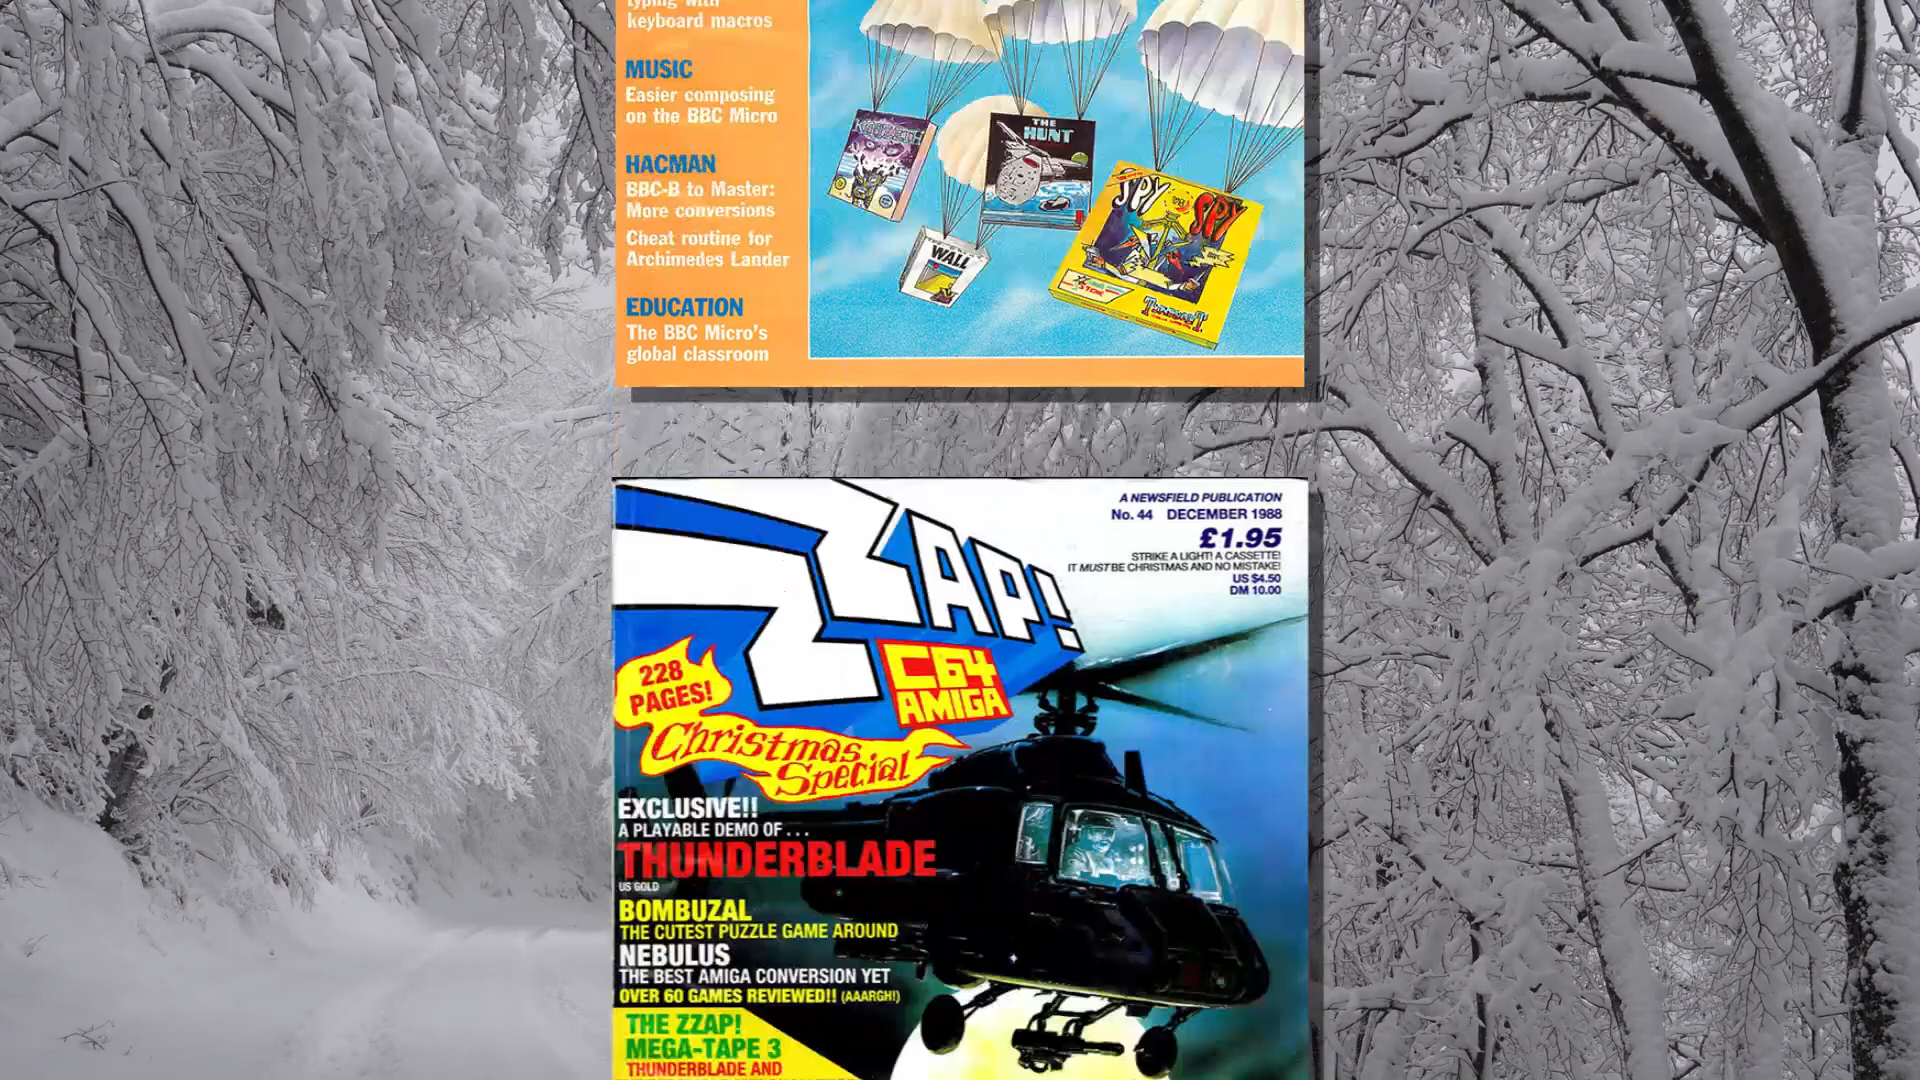 typing with
keyboard macros
MUSIC
Easier composing
on the BBC Micro
HACMAN
BBC-B to Master:
More conversions
Cheat routine for
Archimedes Lander
EDUCATION
The BBC Micro's
global classroom
THE
HUNT
WALL
SPY vs SPY
A NEWSFIELD PUBLICATION
No. 44 DECEMBER 1988
£1.95
STRIKE A LIGHT! A CASSETTE!
IT MUST BE CHRISTMAS AND NO MISTAKE!
US $4.50
DM 10.00
ZZAP!
C64
AMIGA
228
PAGES!
Christmas
Special
EXCLUSIVE!!
A PLAYABLE DEMO OF...
THUNDERBLADE
US GOLD
BOMBUZAL
THE CUTEST PUZZLE GAME AROUND
NEBULUS
THE BEST AMIGA CONVERSION YET
OVER 60 GAMES REVIEWED!! (AAARGH!)
THE ZZAP!
MEGA-TAPE 3
THUNDERBLADE AND